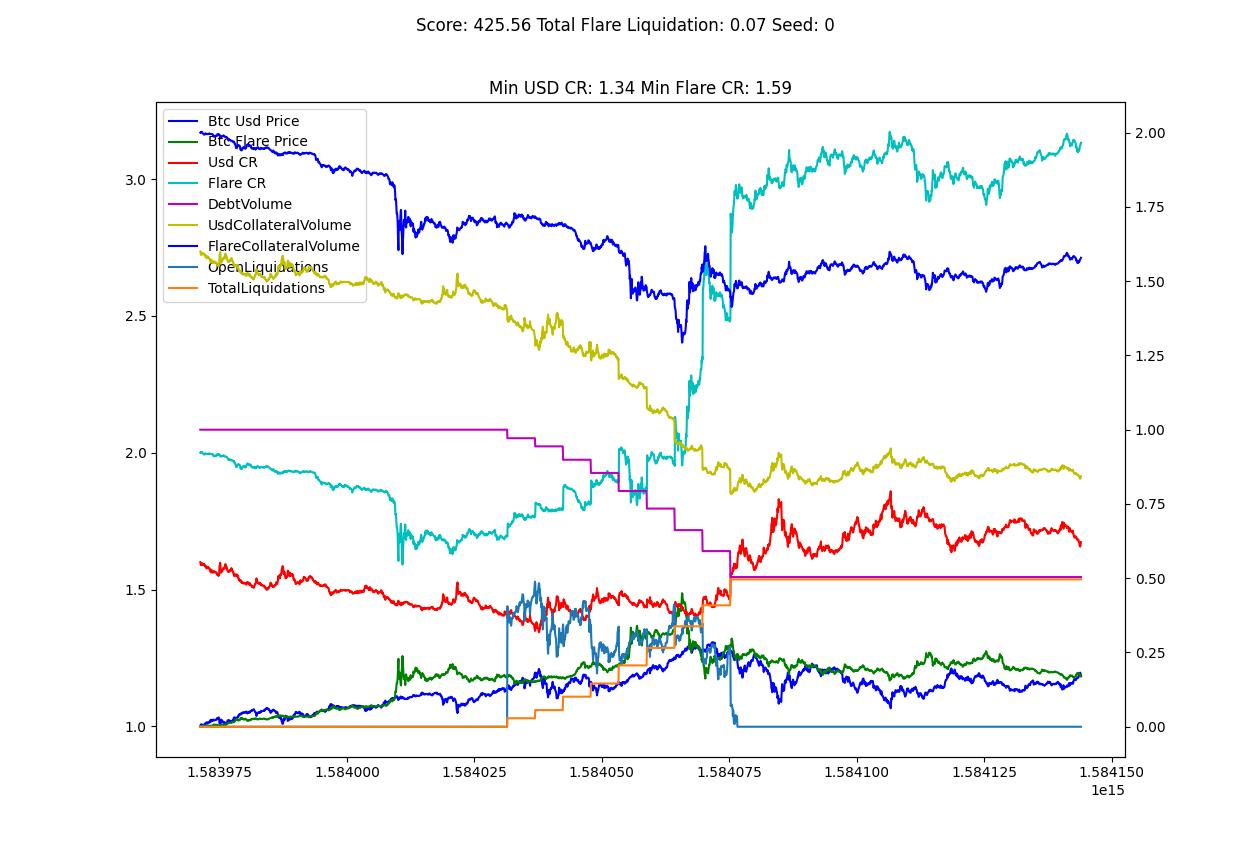 Score: 425.56 Total Flare Liquidation: 0.07 Seed: 0
Min USD CR: 1.34 Min Flare CR: 1.59
Btc Usd Price
Btc Flare Price
Usd CR
Flare CR
DebtVolume
UsdCollateralVolume
FlareCollateralVolume
OpenLiquidations
TotalLiquidations
3.0
2.5
2.0
1.5
1.0
2.00
1.75
1.50
1.25
1.00
0.75
0.50
0.25
0.00
1.583975 1.584000 1.584025 1.584050 1.584075 1.584100 1.584125 1.584150
1e15